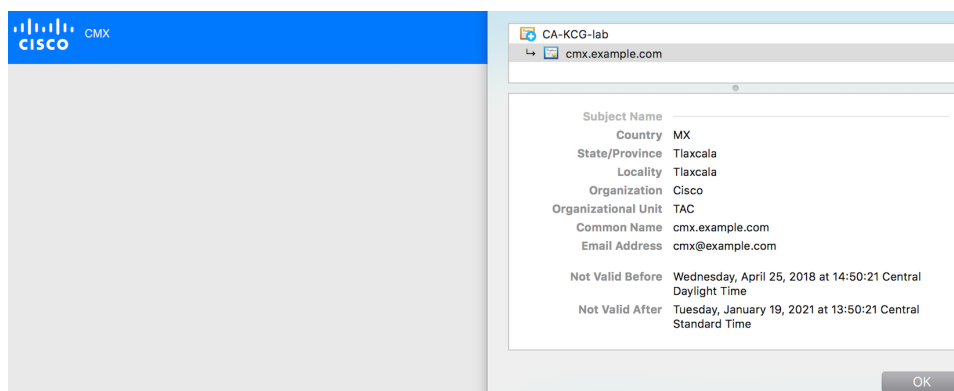 CISCO CMX
CA-KCG-lab
cmx.example.com
Subject Name
Country MX
State/Province Tlaxcala
Locality Tlaxcala
Organization Cisco
Organizational Unit TAC
Common Name cmx.example.com
Email Address cmx@example.com
Not Valid Before Wednesday, April 25, 2018 at 14:50:21 Central
Daylight Time
Not Valid After Tuesday, January 19, 2021 at 13:50:21 Central
Standard Time
OK